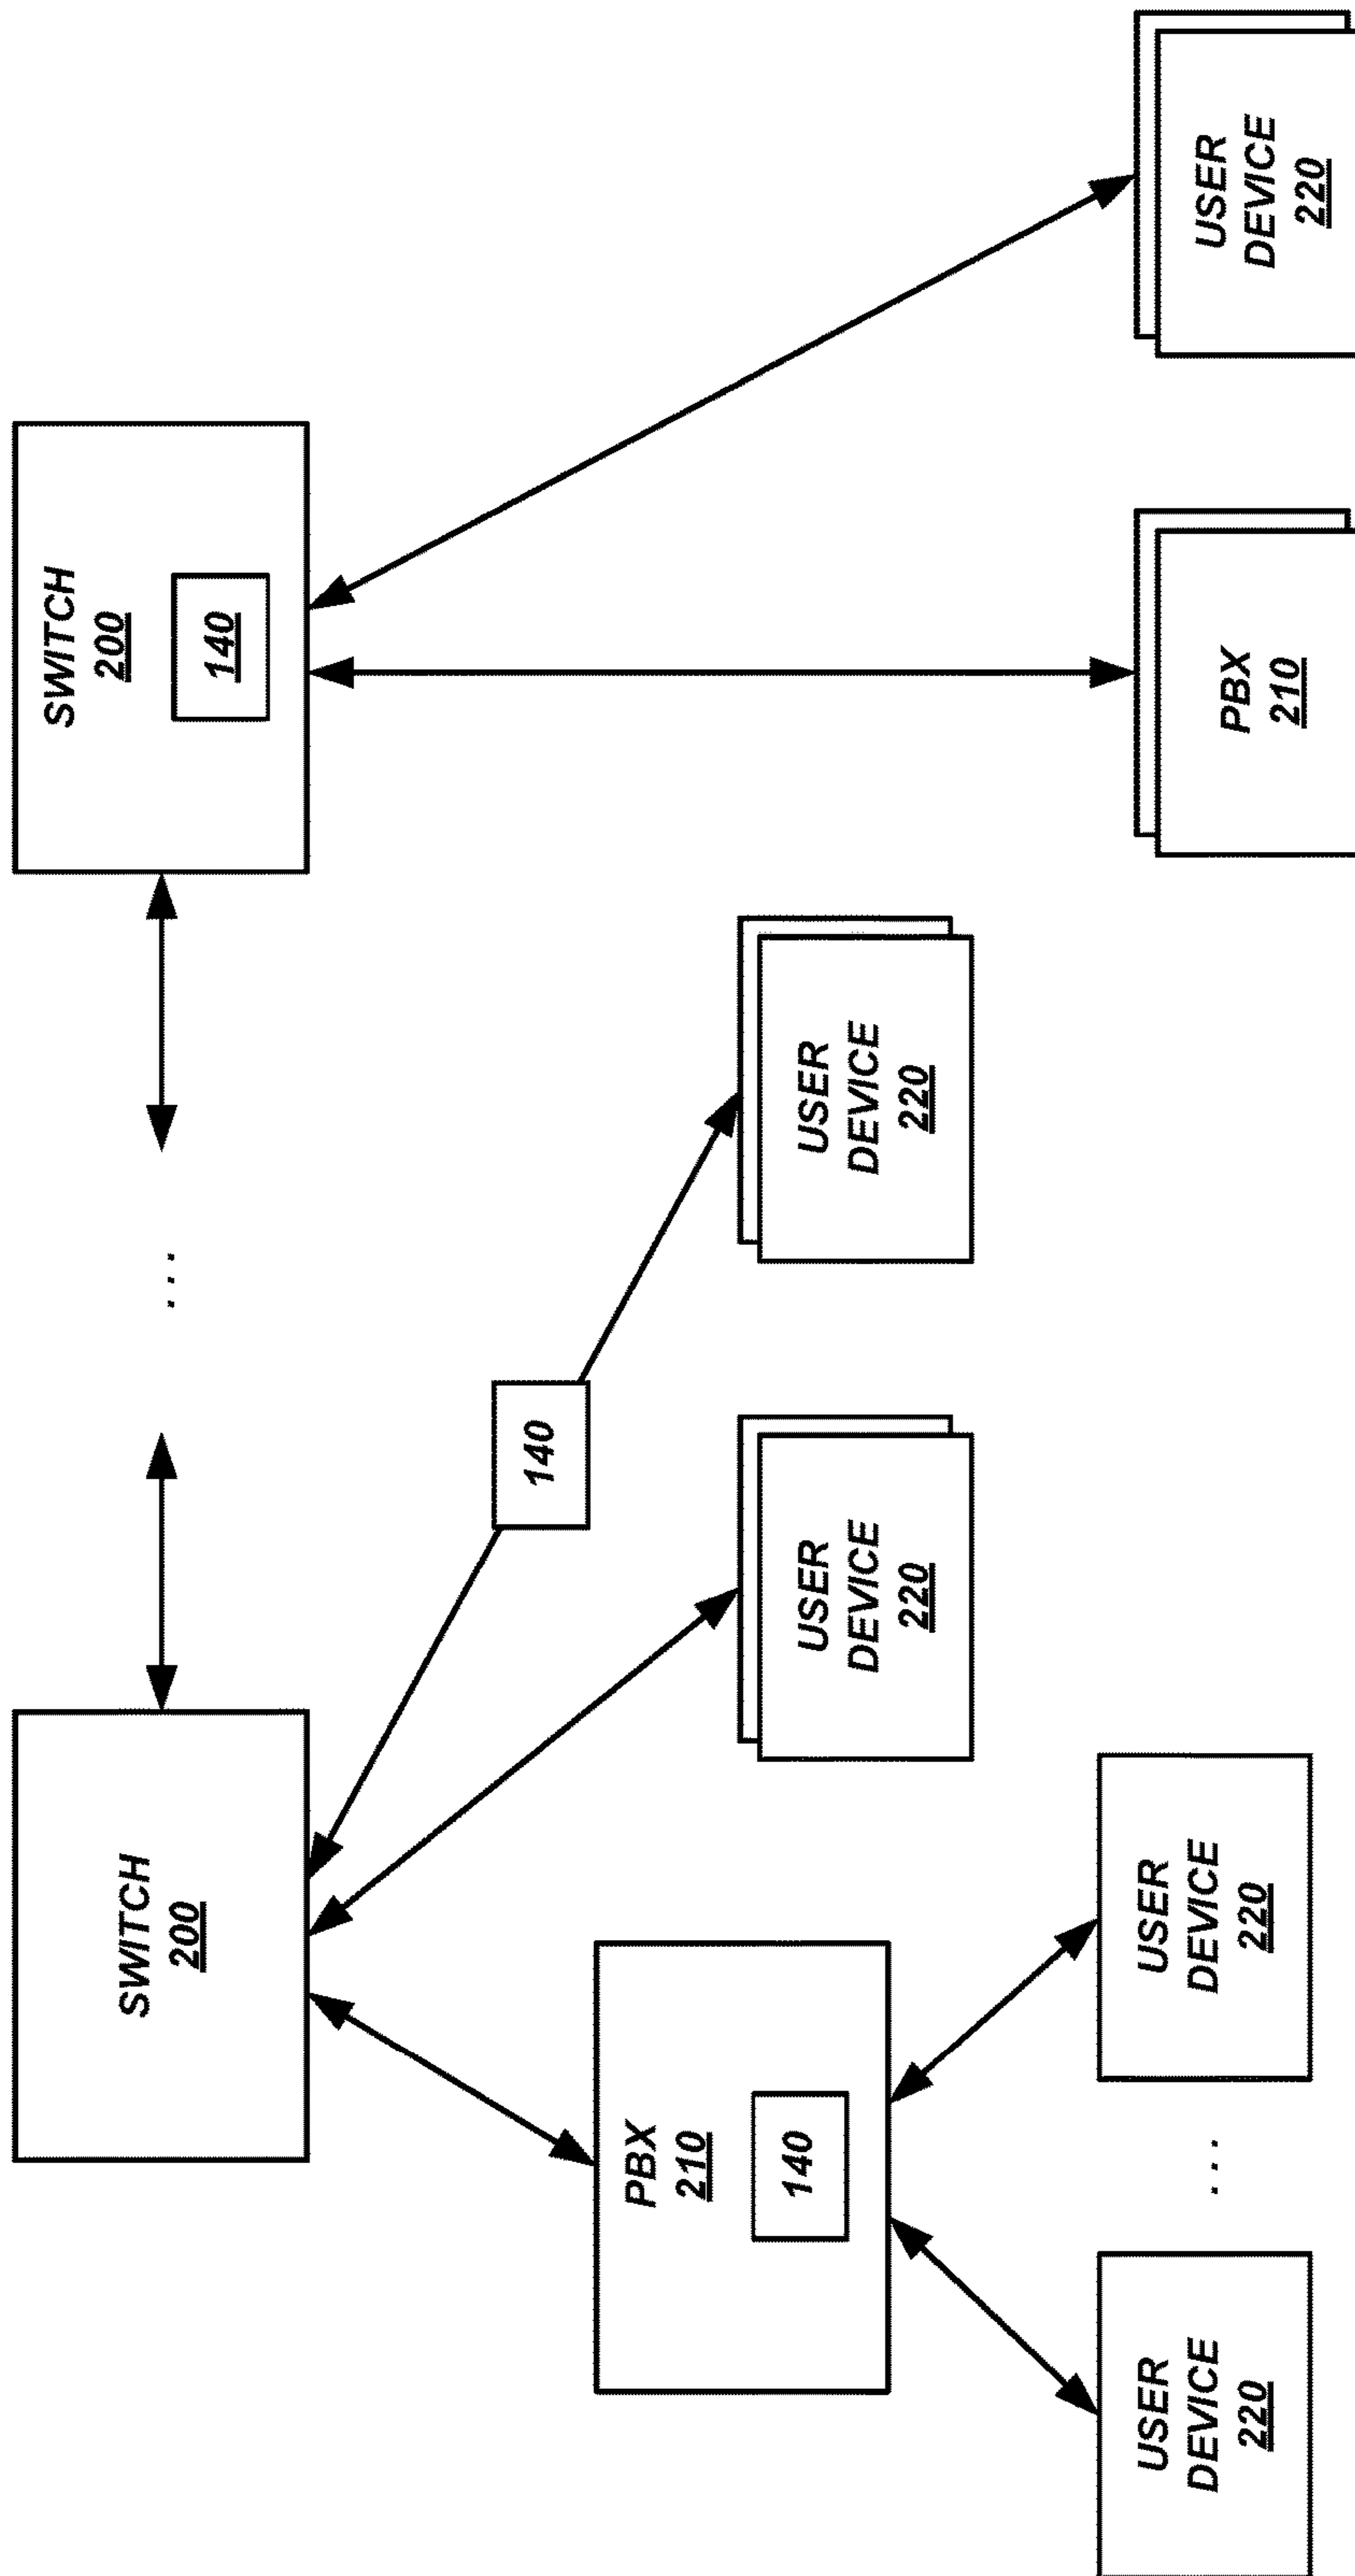 SWITCH
200
. . .
SWITCH
200
140
140
PBX
210
140
USER
DEVICE
220
USER
DEVICE
220
USER
DEVICE
220
. . .
USER
DEVICE
220
PBX
210
USER
DEVICE
220